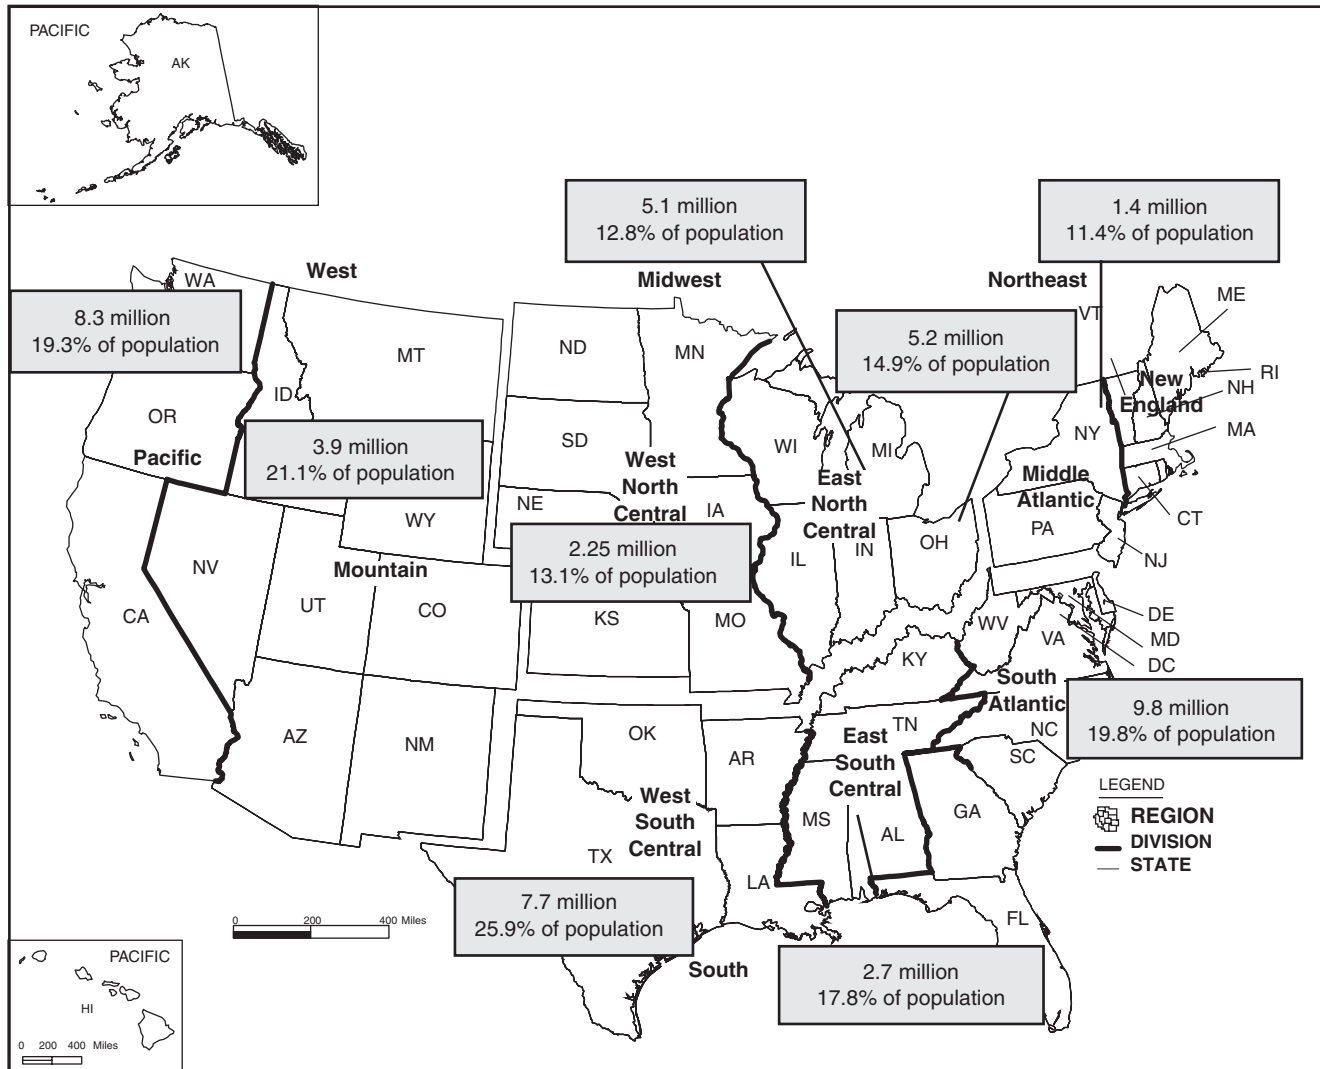 PACIFIC
AK
5.1 million
12.8% of population
1.4 million
11.4% of population
West
Midwest
Northeast
WA
8.3 million
19.3% of population
5.2 million
14.9% of population
VT
ME
MT
ND
MN
RI
NH
New
England
ID
OR
Pacific
3.9 million
21.1% of population
SD
WI
MI
NY
MA
West
North
Central
East
North
Central
Middle
Atlantic
WY
NE
IA
PA
CT
NV
Mountain
2.25 million
13.1% of population
IL
IN
OH
NJ
CA
UT
CO
KS
MO
WV
VA
DE
MD
DC
KY
South
Atlantic
9.8 million
19.8% of population
AZ
NM
OK
AR
TN
NC
SC
East
South
Central
West
South
Central
MS
AL
GA
TX
LA
LEGEND
REGION
DIVISION
STATE
7.7 million
25.9% of population
FL
0 200 400 Miles
South
2.7 million
17.8% of population
PACIFIC
HI
0 200 400 Miles